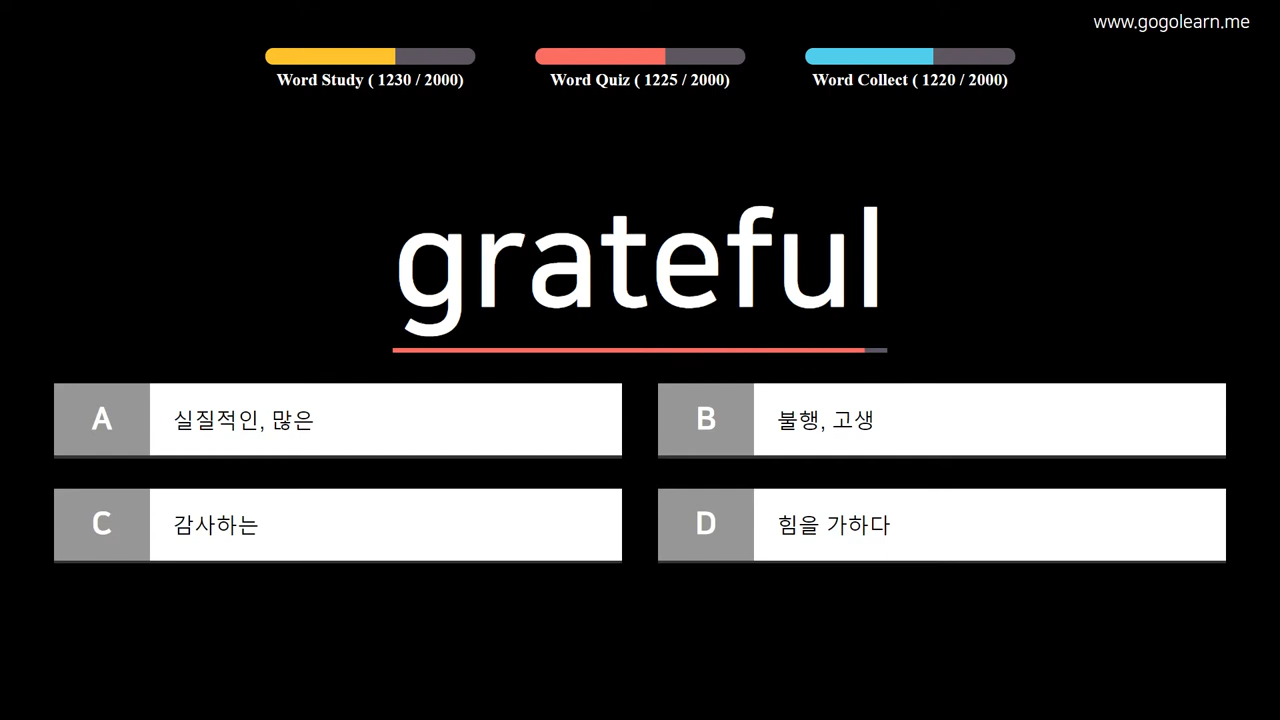 www.gogolearn.me
Word Study ( 1230 / 2000)
Word Quiz ( 1225 / 2000)
Word Collect ( 1220 / 2000)
grateful
A 실질적인, 많은
B 불행, 고생
C 감사하는
D 힘을 가하다